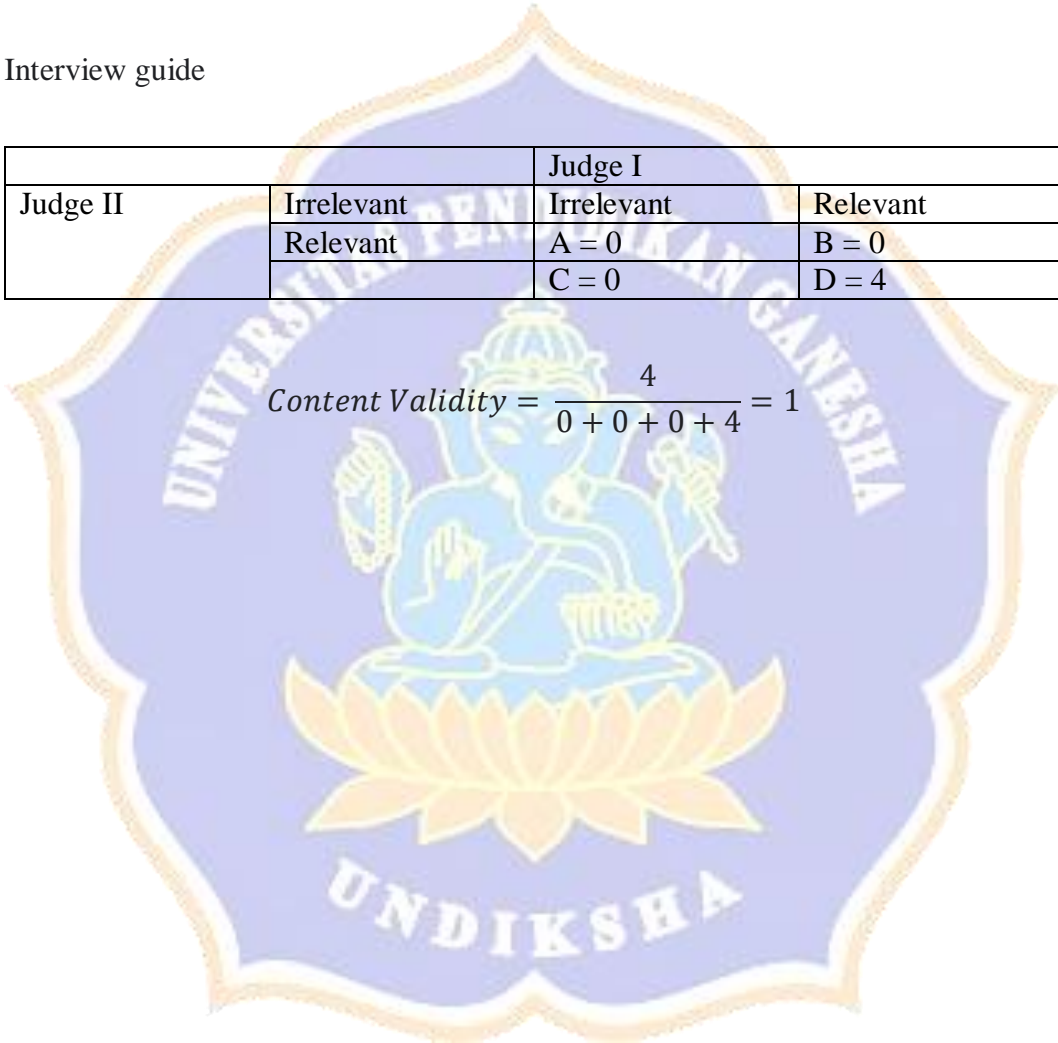 Interview guide
Judge I
Judge II Irrelevant Irrelevant Relevant
Relevant A = 0 B = 0
C = 0 D = 4
Content Validity = 4 / 0 + 0 + 0 + 4 = 1
UNIVERSITAS PENDIDIKAN GANESHA
UNDIKSHA